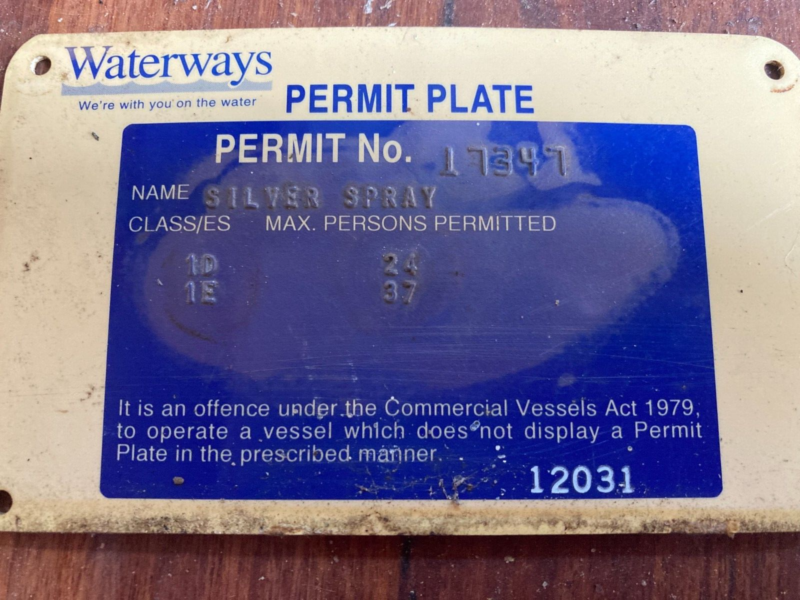 Waterways
We're with you on the water
PERMIT PLATE
PERMIT No. 17347
NAME SILVER SPRAY
CLASS/ES MAX. PERSONS PERMITTED
1D 24
1E 37
It is an offence under the Commercial Vessels Act 1979,
to operate a vessel which does not display a Permit
Plate in the prescribed manner.
12031